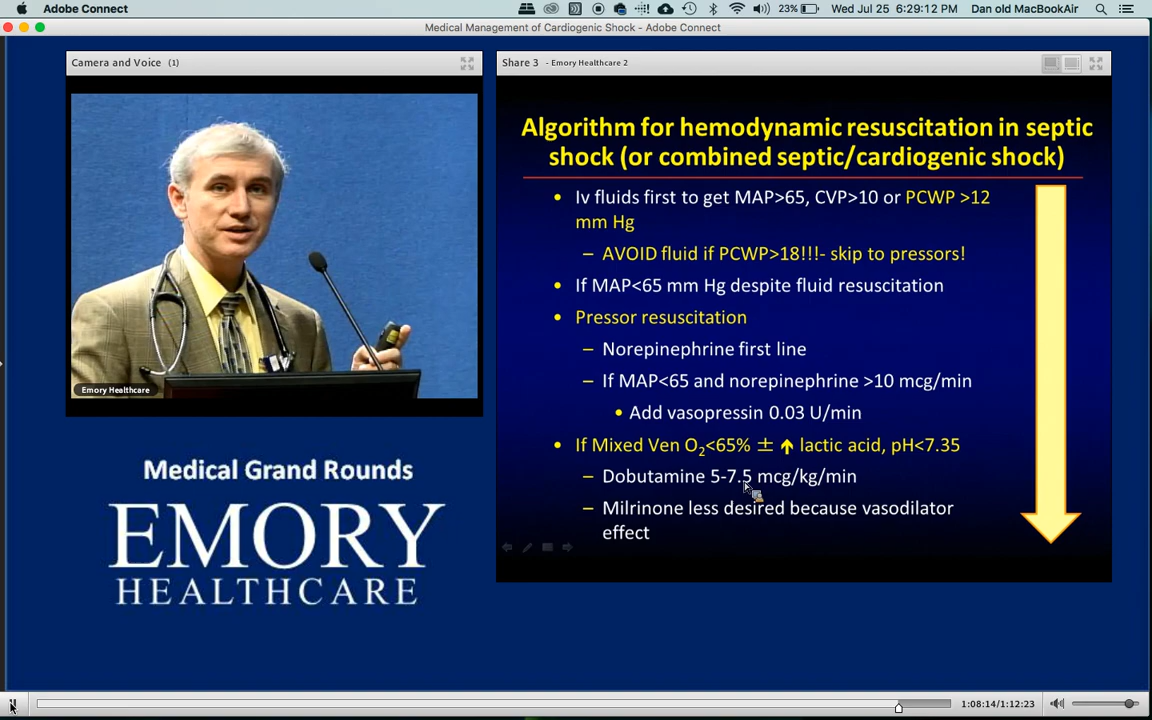 Adobe Connect
23%
Wed Jul 25 6:29:12 PM
Dan old MacBookAir
Medical Management of Cardiogenic Shock - Adobe Connect
Camera and Voice (1)
Share 3 - Emory Healthcare 2
Emory Healthcare
Algorithm for hemodynamic resuscitation in septic
shock (or combined septic/cardiogenic shock)
• Iv fluids first to get MAP>65, CVP>10 or PCWP >12
mm Hg
– AVOID fluid if PCWP>18!!!- skip to pressors!
• If MAP<65 mm Hg despite fluid resuscitation
• Pressor resuscitation
– Norepinephrine first line
– If MAP<65 and norepinephrine >10 mcg/min
• Add vasopressin 0.03 U/min
• If Mixed Ven O₂<65% ± ↑ lactic acid, pH<7.35
– Dobutamine 5-7.5 mcg/kg/min
– Milrinone less desired because vasodilator
effect
Medical Grand Rounds
EMORY
HEALTHCARE
1:08:14/1:12:23